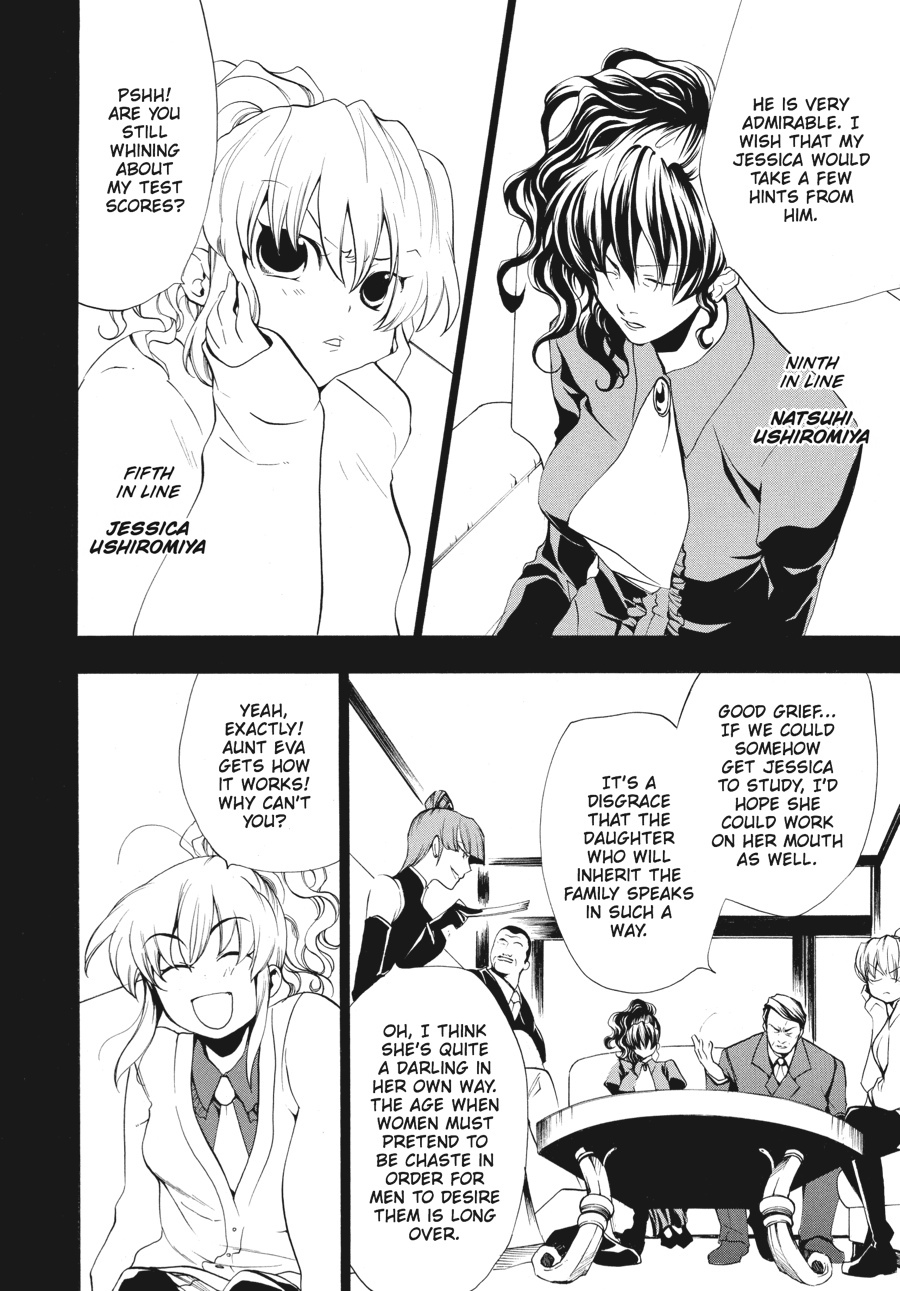 HE IS VERY
ADMIRABLE. I
WISH THAT MY
JESSICA WOULD
TAKE A FEW
HINTS FROM
HIM.
NINTH
IN LINE
NATSUHI
USHIROMIYA
PSHH!
ARE YOU
STILL
WHINING
ABOUT
MY TEST
SCORES?
FIFTH
IN LINE
JESSICA
USHIROMIYA
GOOD GRIEF...
IF WE COULD
SOMEHOW
GET JESSICA
TO STUDY, I'D
HOPE SHE
COULD WORK
ON HER MOUTH
AS WELL.
IT'S A
DISGRACE
THAT THE
DAUGHTER
WHO WILL
INHERIT THE
FAMILY SPEAKS
IN SUCH A
WAY.
OH, I THINK
SHE'S QUITE
A DARLING IN
HER OWN WAY.
THE AGE WHEN
WOMEN MUST
PRETEND TO
BE CHASTE IN
ORDER FOR
MEN TO DESIRE
THEM IS LONG
OVER.
YEAH,
EXACTLY!
AUNT EVA
GETS HOW
IT WORKS!
WHY CAN'T
YOU?